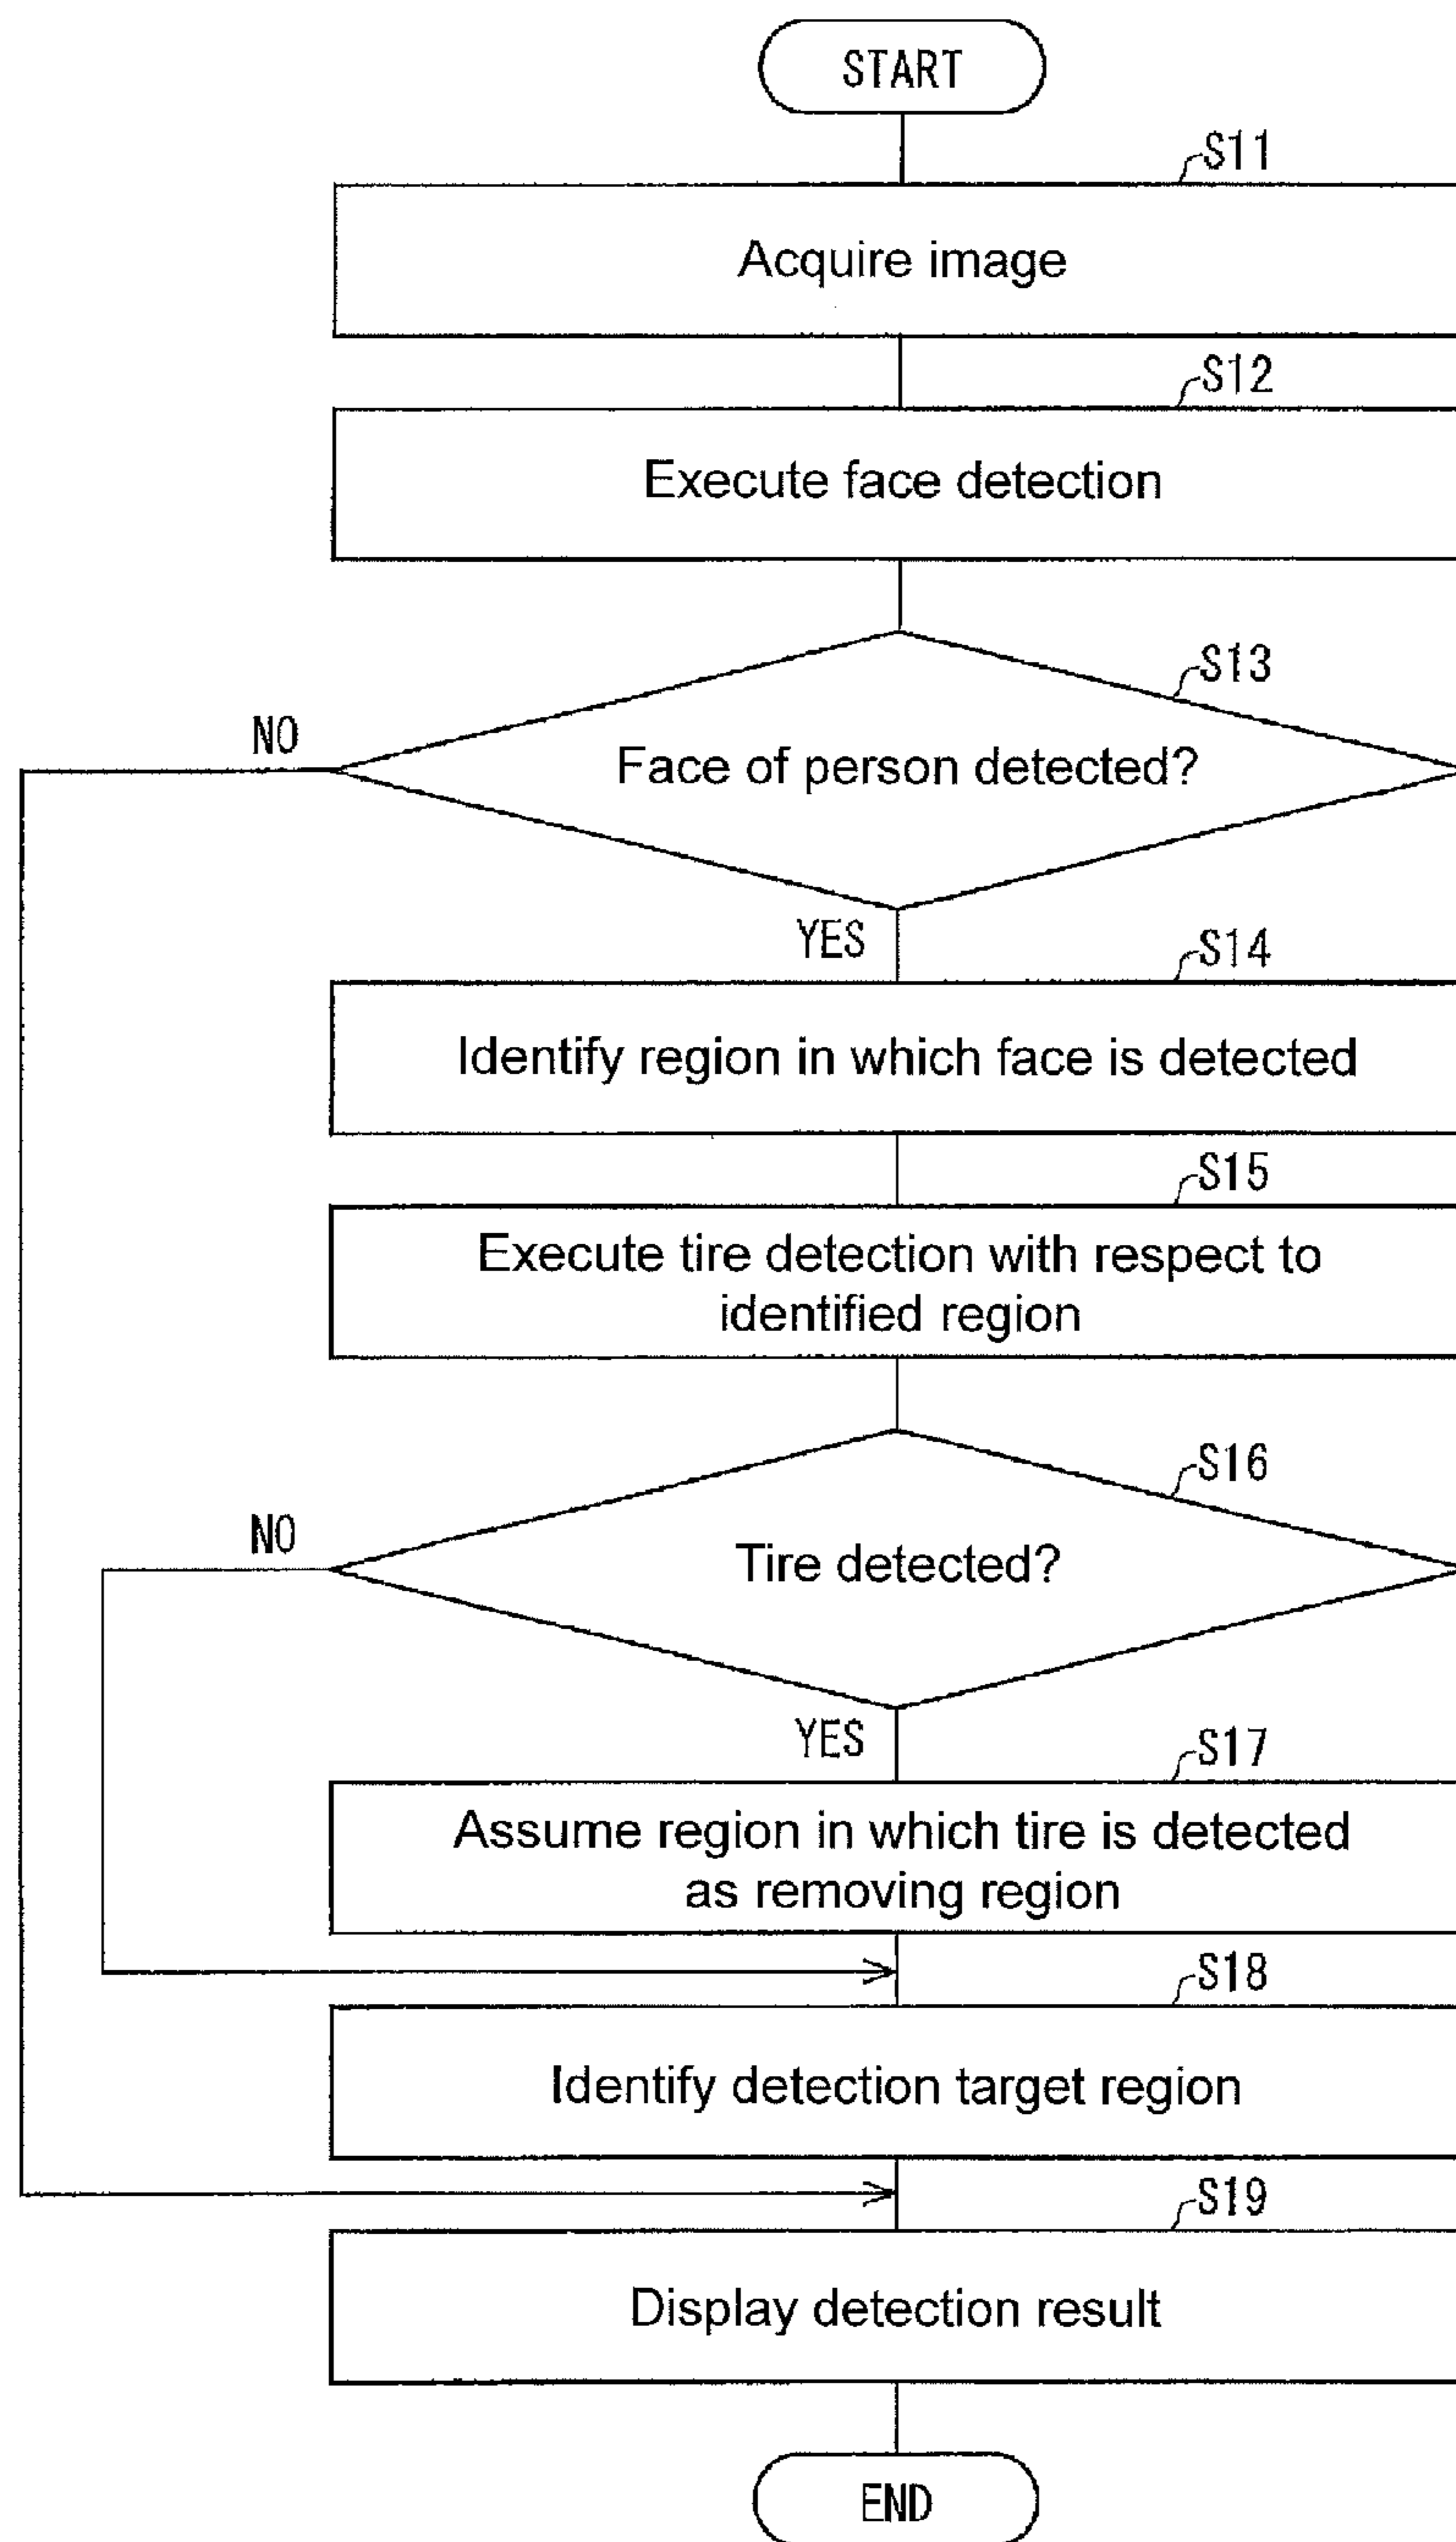 START
S11
Acquire image
S12
Execute face detection
S13
NO
Face of person detected?
YES
S14
Identify region in which face is detected
S15
Execute tire detection with respect to
identified region
S16
NO
Tire detected?
YES
S17
Assume region in which tire is detected
as removing region
S18
Identify detection target region
S19
Display detection result
END